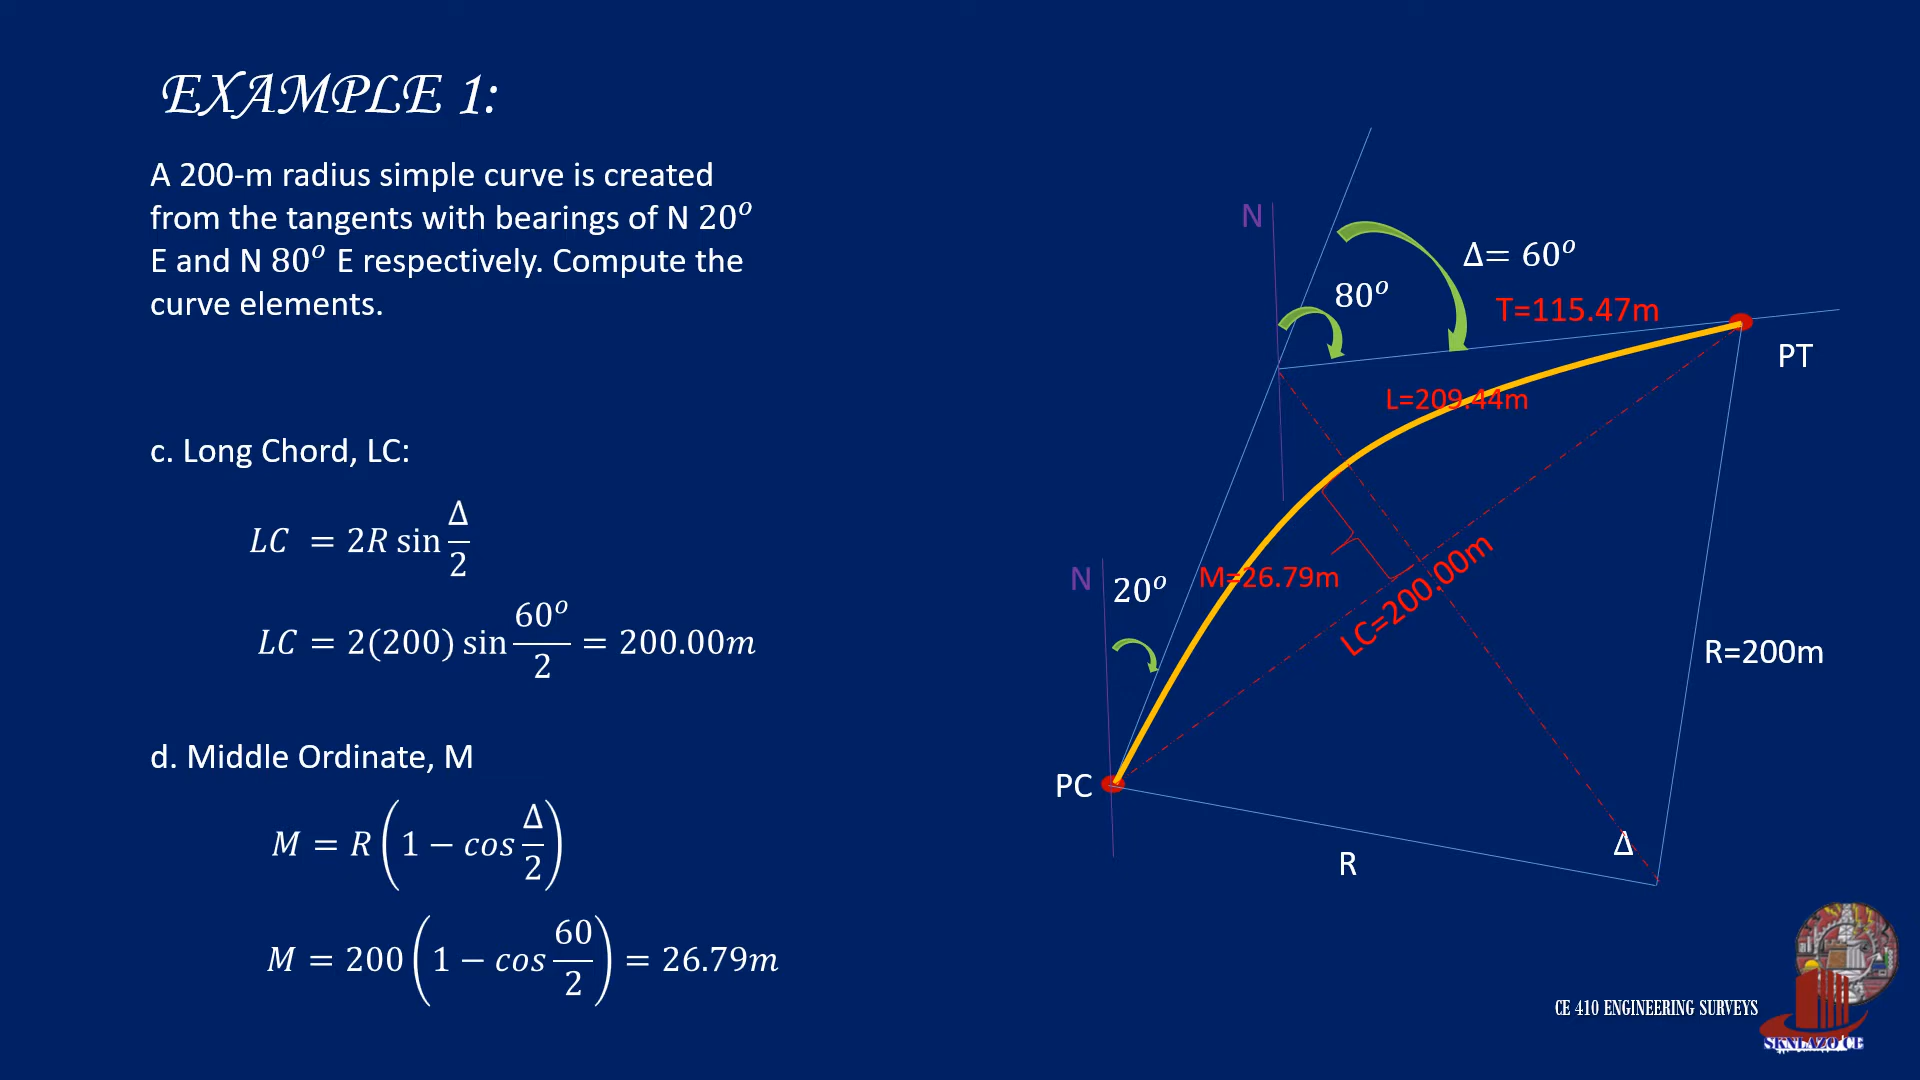 EXAMPLE 1:
A 200-m radius simple curve is created
from the tangents with bearings of N 20°
E and N 80° E respectively. Compute the
curve elements.
c. Long Chord, LC:
LC = 2R sin Δ/2
LC = 2(200) sin 60°/2 = 200.00m
d. Middle Ordinate, M
M = R(1 − cos Δ/2)
M = 200(1 − cos 60/2) = 26.79m
N
Δ= 60°
80°
T=115.47m
PT
L=209.44m
N
20°
M=26.79m
LC=200.00m
R=200m
PC
Δ
R
CE 410 ENGINEERING SURVEYS
SKNLAZO CE